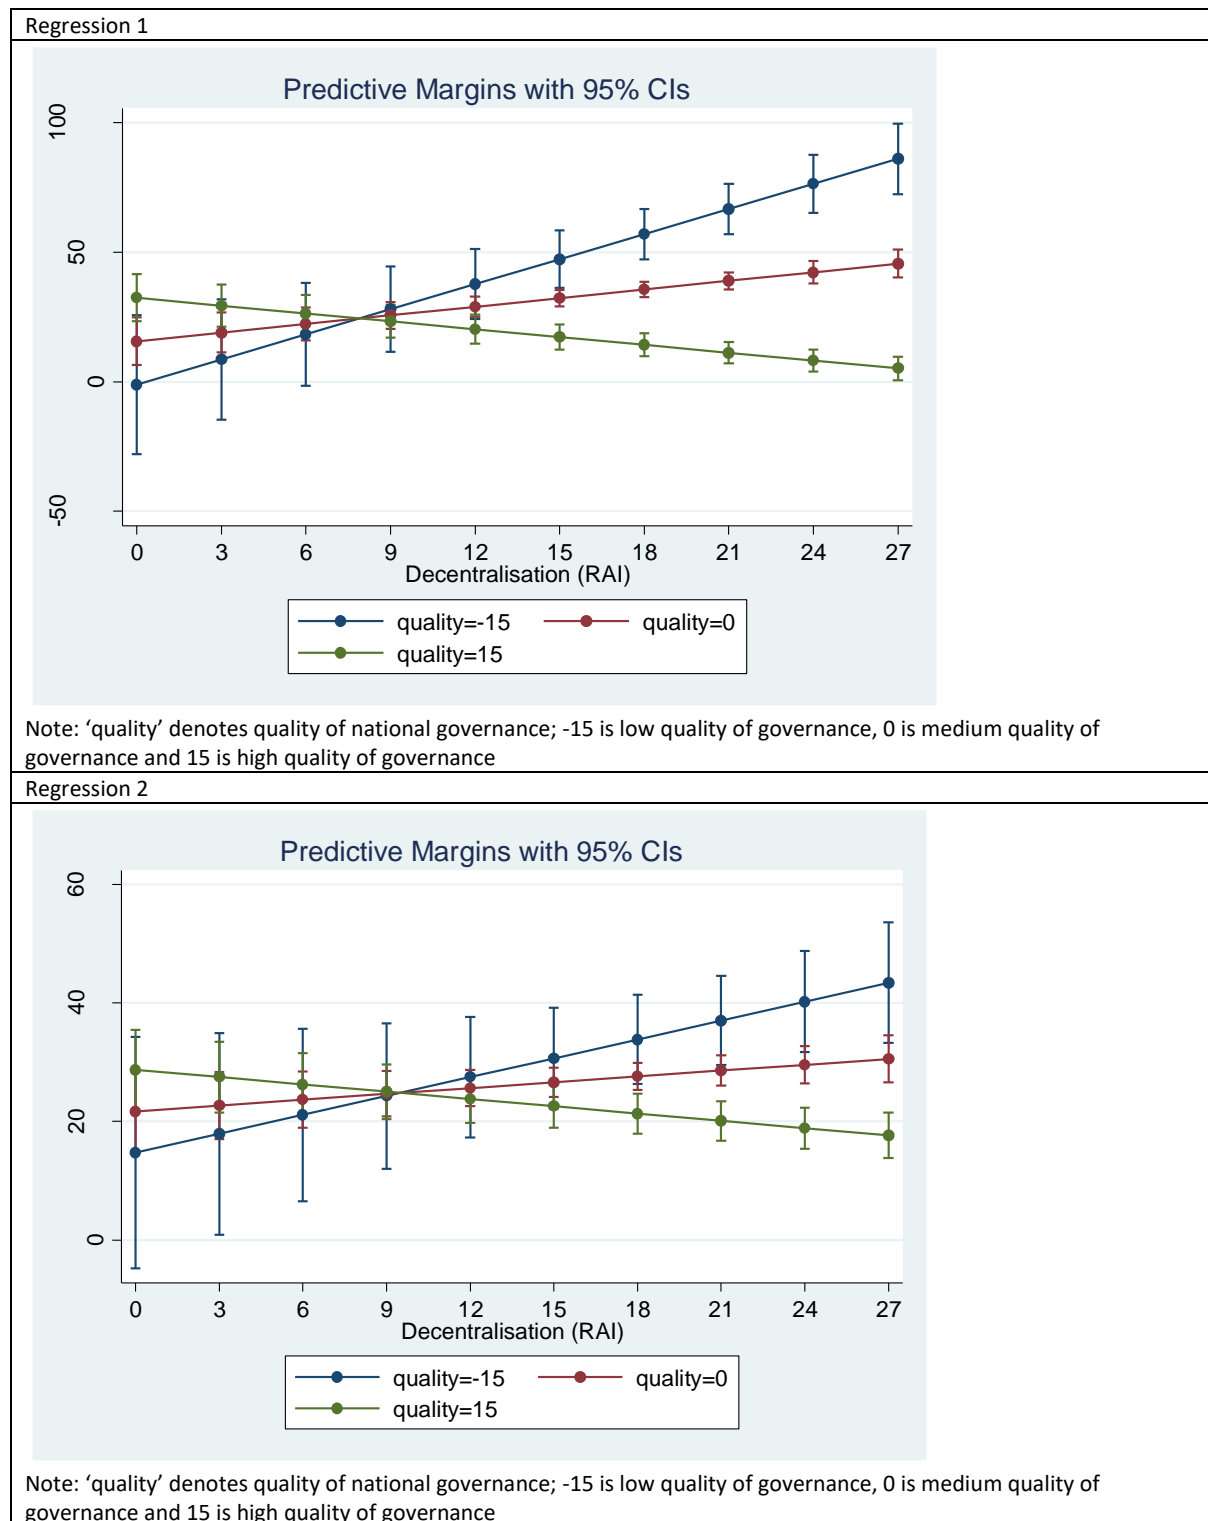 Regression 1
Predictive Margins with 95% CIs
100
50
0
-50
0 3 6 9 12 15 18 21 24 27
Decentralisation (RAI)
quality=-15 quality=0
quality=15
Note: ‘quality’ denotes quality of national governance; -15 is low quality of governance, 0 is medium quality of
governance and 15 is high quality of governance
Regression 2
Predictive Margins with 95% CIs
60
40
20
0
0 3 6 9 12 15 18 21 24 27
Decentralisation (RAI)
quality=-15 quality=0
quality=15
Note: ‘quality’ denotes quality of national governance; -15 is low quality of governance, 0 is medium quality of
governance and 15 is high quality of governance